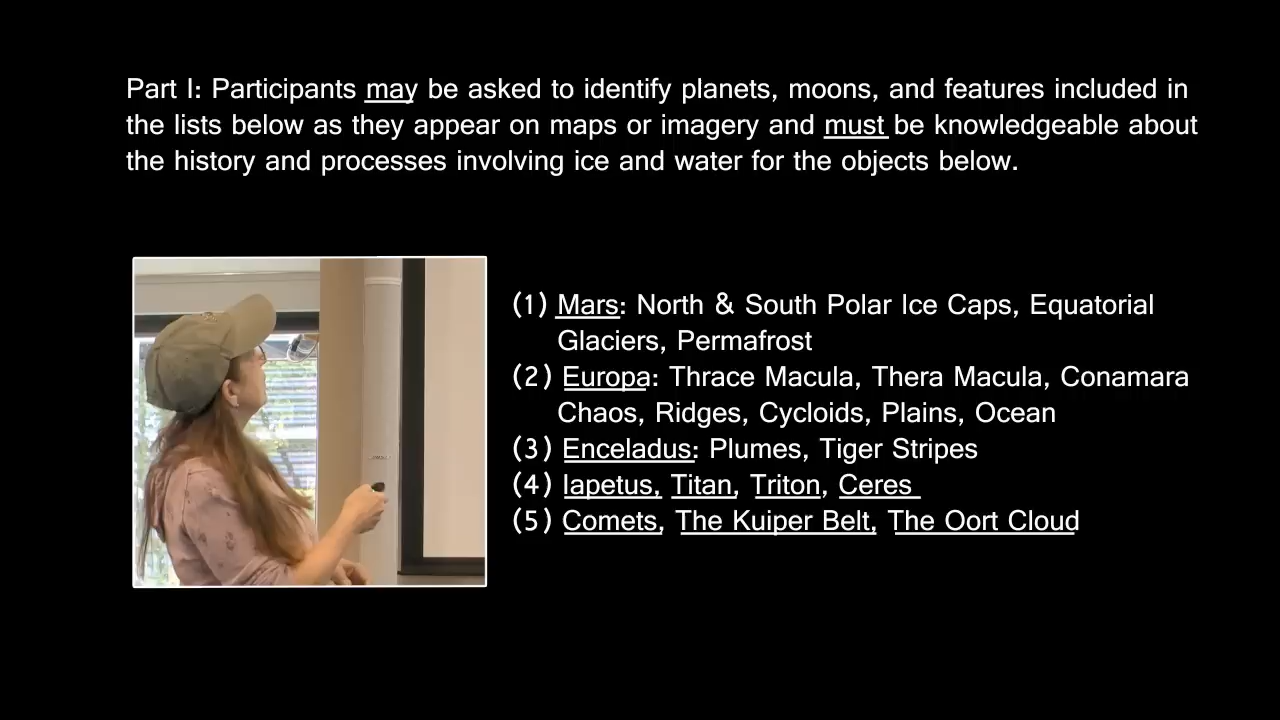 Part I: Participants may be asked to identify planets, moons, and features included in
the lists below as they appear on maps or imagery and must be knowledgeable about
the history and processes involving ice and water for the objects below.
(1) Mars: North & South Polar Ice Caps, Equatorial
Glaciers, Permafrost
(2) Europa: Thrace Macula, Thera Macula, Conamara
Chaos, Ridges, Cycloids, Plains, Ocean
(3) Enceladus: Plumes, Tiger Stripes
(4) Iapetus, Titan, Triton, Ceres
(5) Comets, The Kuiper Belt, The Oort Cloud